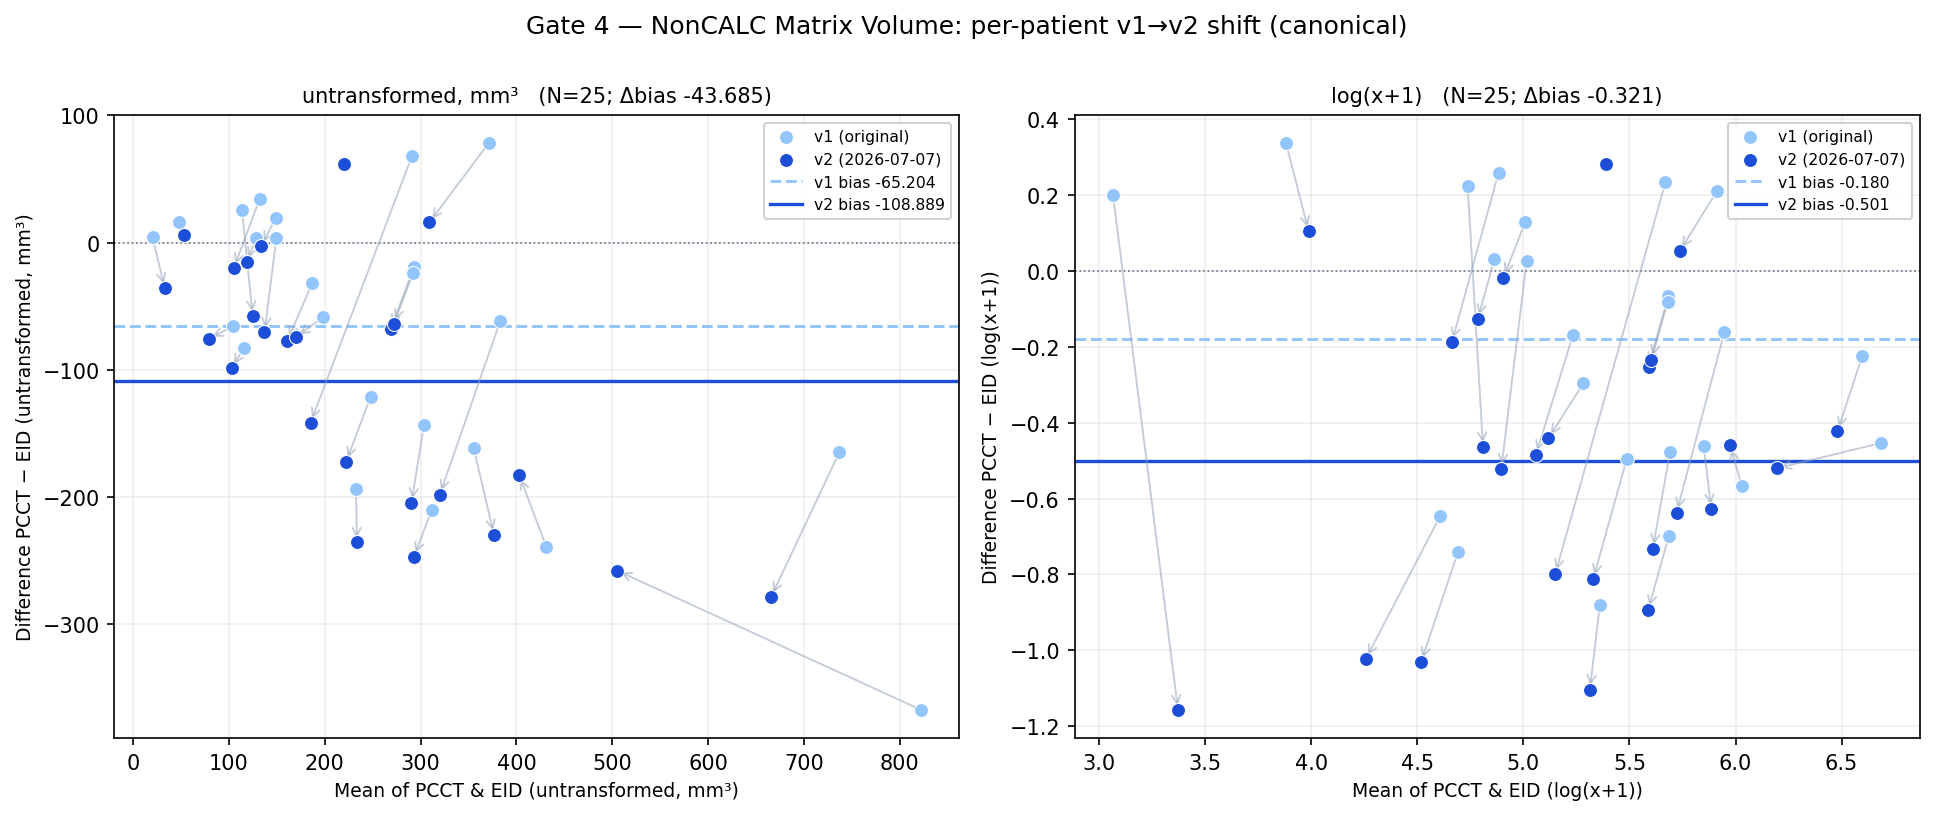 Gate 4 — NonCALC Matrix Volume: per-patient v1→v2 shift (canonical)
untransformed, mm³   (N=25; Δbias -43.685)
100
0
−100
−200
−300
Difference PCCT − EID (untransformed, mm³)
v1 (original)
v2 (2026-07-07)
v1 bias -65.204
v2 bias -108.889
0
100
200
300
400
500
600
700
800
Mean of PCCT & EID (untransformed, mm³)
log(x+1)   (N=25; Δbias -0.321)
0.4
0.2
0.0
−0.2
−0.4
−0.6
−0.8
−1.0
−1.2
Difference PCCT − EID (log(x+1))
v1 (original)
v2 (2026-07-07)
v1 bias -0.180
v2 bias -0.501
3.0
3.5
4.0
4.5
5.0
5.5
6.0
6.5
Mean of PCCT & EID (log(x+1))